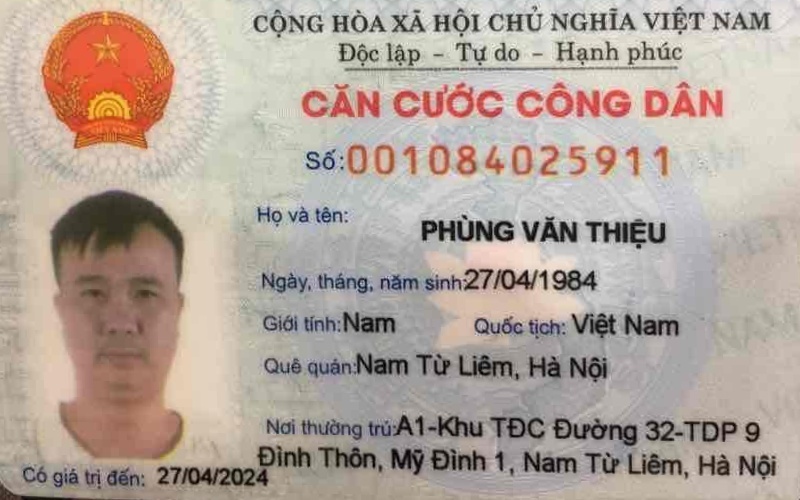 CỘNG HÒA XÃ HỘI CHỦ NGHĨA VIỆT NAM
Độc lập - Tự do - Hạnh phúc
CĂN CƯỚC CÔNG DÂN
Số: 001084025911
Họ và tên:
PHÙNG VĂN THIỆU
Ngày, tháng, năm sinh: 27/04/1984
Giới tính: Nam Quốc tịch: Việt Nam
Quê quán: Nam Từ Liêm, Hà Nội
Nơi thường trú: A1-Khu TĐC Đường 32-TDP 9
Đình Thôn, Mỹ Đình 1, Nam Từ Liêm, Hà Nội
Có giá trị đến: 27/04/2024